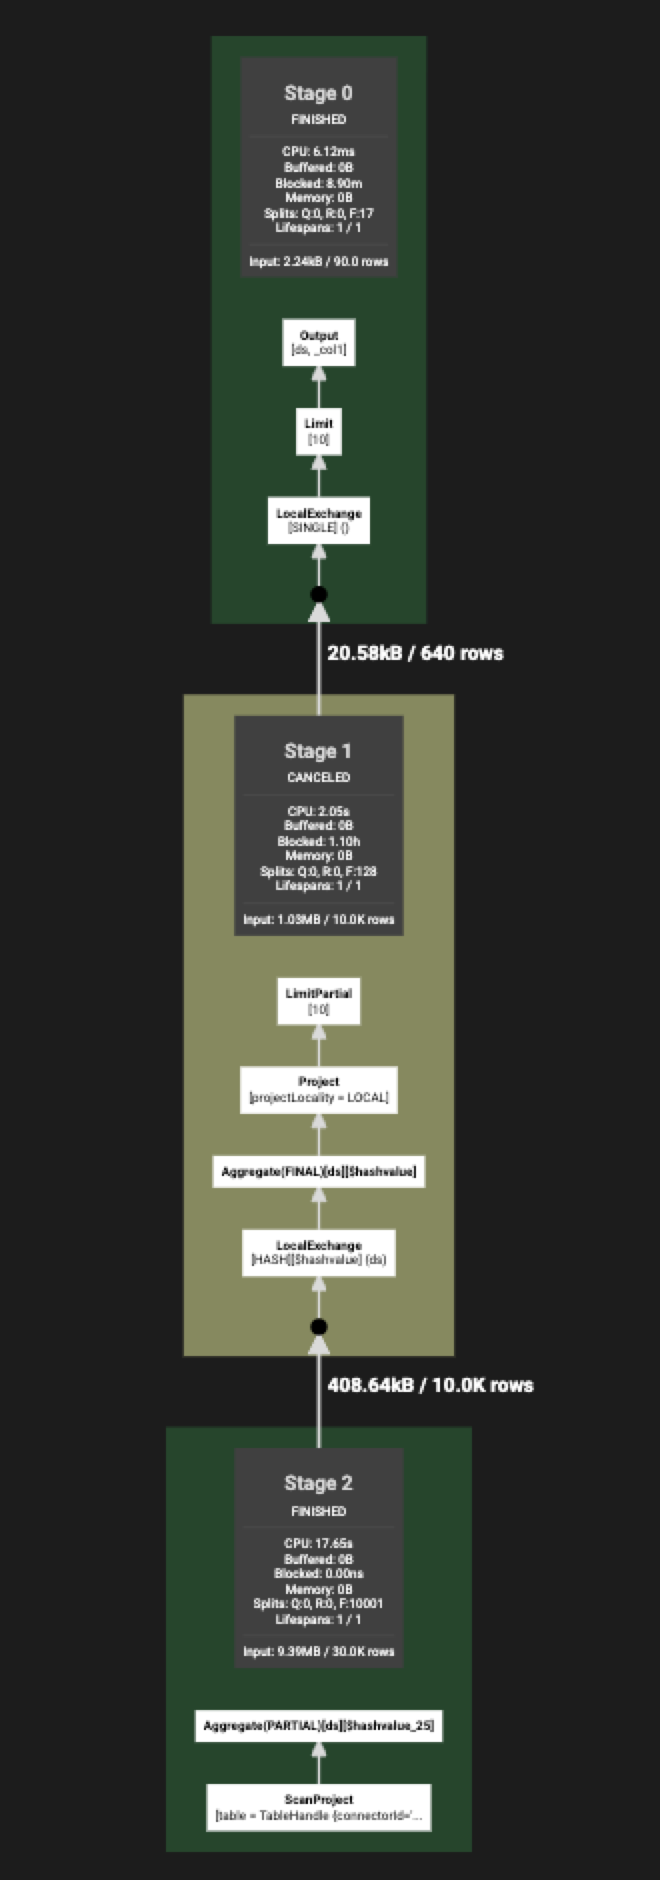 Stage 0
FINISHED
CPU: 6.12ms
Buffered: 0B
Blocked: 8.90m
Memory: 0B
Splits: Q:0, R:0, F:17
Lifespans: 1 / 1
Input: 2.24kB / 90.0 rows
Output
[ds, _col1]
Limit
[10]
LocalExchange
[SINGLE] ()
20.58kB / 640 rows
Stage 1
CANCELED
CPU: 2.05s
Buffered: 0B
Blocked: 1.10h
Memory: 0B
Splits: Q:0, R:0, F:128
Lifespans: 1 / 1
Input: 1.03MB / 10.0K rows
LimitPartial
[10]
Project
[projectLocality = LOCAL]
Aggregate(FINAL)[ds][$hashvalue]
LocalExchange
[HASH][$hashvalue] (ds)
408.64kB / 10.0K rows
Stage 2
FINISHED
CPU: 17.65s
Buffered: 0B
Blocked: 0.00ns
Memory: 0B
Splits: Q:0, R:0, F:10001
Lifespans: 1 / 1
Input: 9.39MB / 30.0K rows
Aggregate(PARTIAL)[ds][$hashvalue_25]
ScanProject
[table = TableHandle {connectorId='...